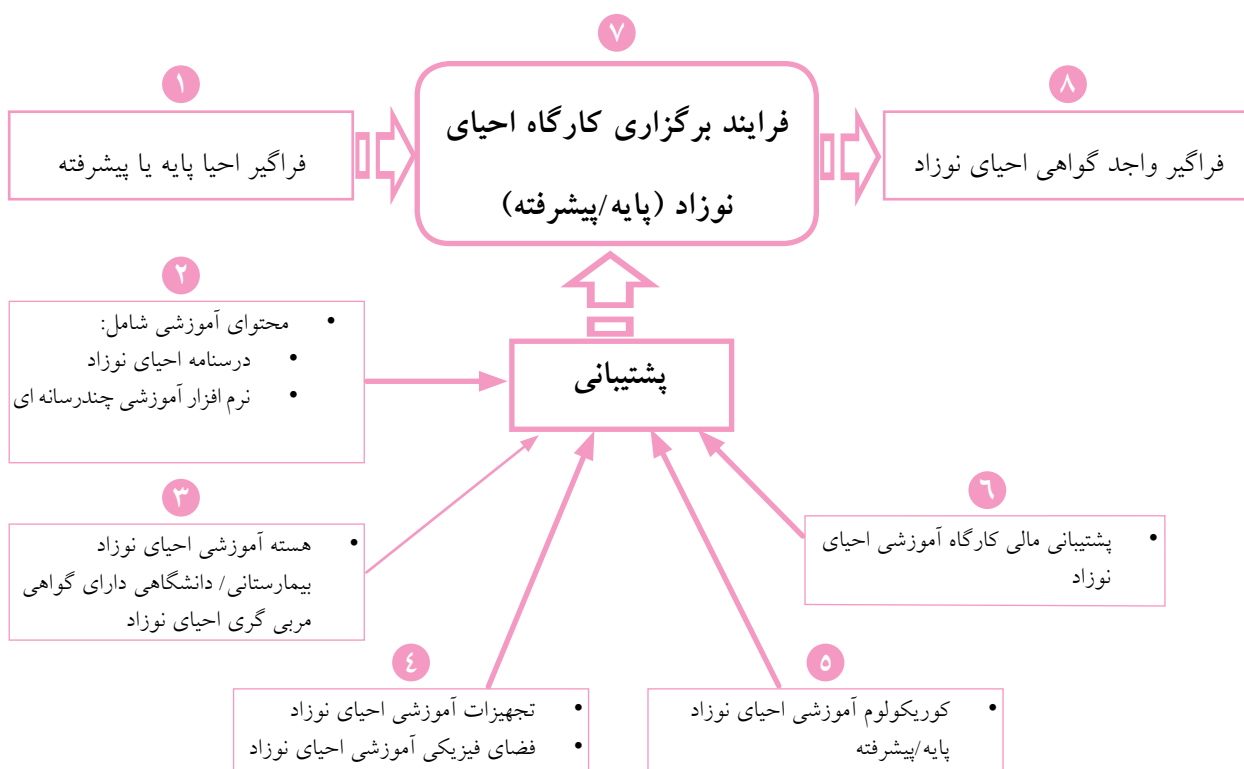 ۷
۱
۸
فرایند برگزاری کارگاه احیای
نوزاد (پایه/پیشرفته)
فراگیر احیا پایه یا پیشرفته
فراگیر واجد گواهی احیای نوزاد
۲
• محتوای آموزشی شامل:
• درسنامه احیای نوزاد
• نرم افزار آموزشی چندرسانه ای
پشتیبانی
۳
• هسته آموزشی احیای نوزاد
بیمارستانی/ دانشگاهی دارای گواهی
مربی گری احیای نوزاد
٦
• پشتیبانی مالی کارگاه آموزشی احیای
نوزاد
٤
• تجهیزات آموزشی احیای نوزاد
• فضای فیزیکی آموزشی احیای نوزاد
۵
• کوریکولوم آموزشی احیای نوزاد
پایه/پیشرفته